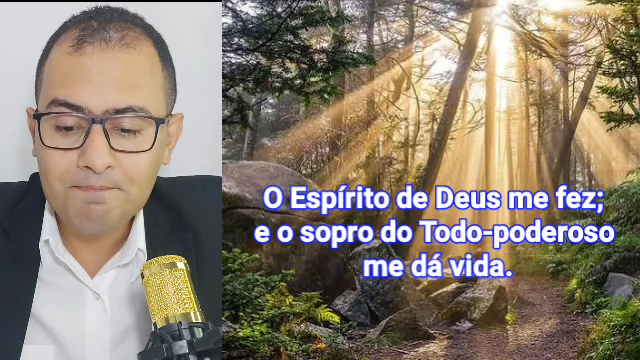 O Espírito de Deus me fez;
e o sopro do Todo-poderoso
me dá vida.